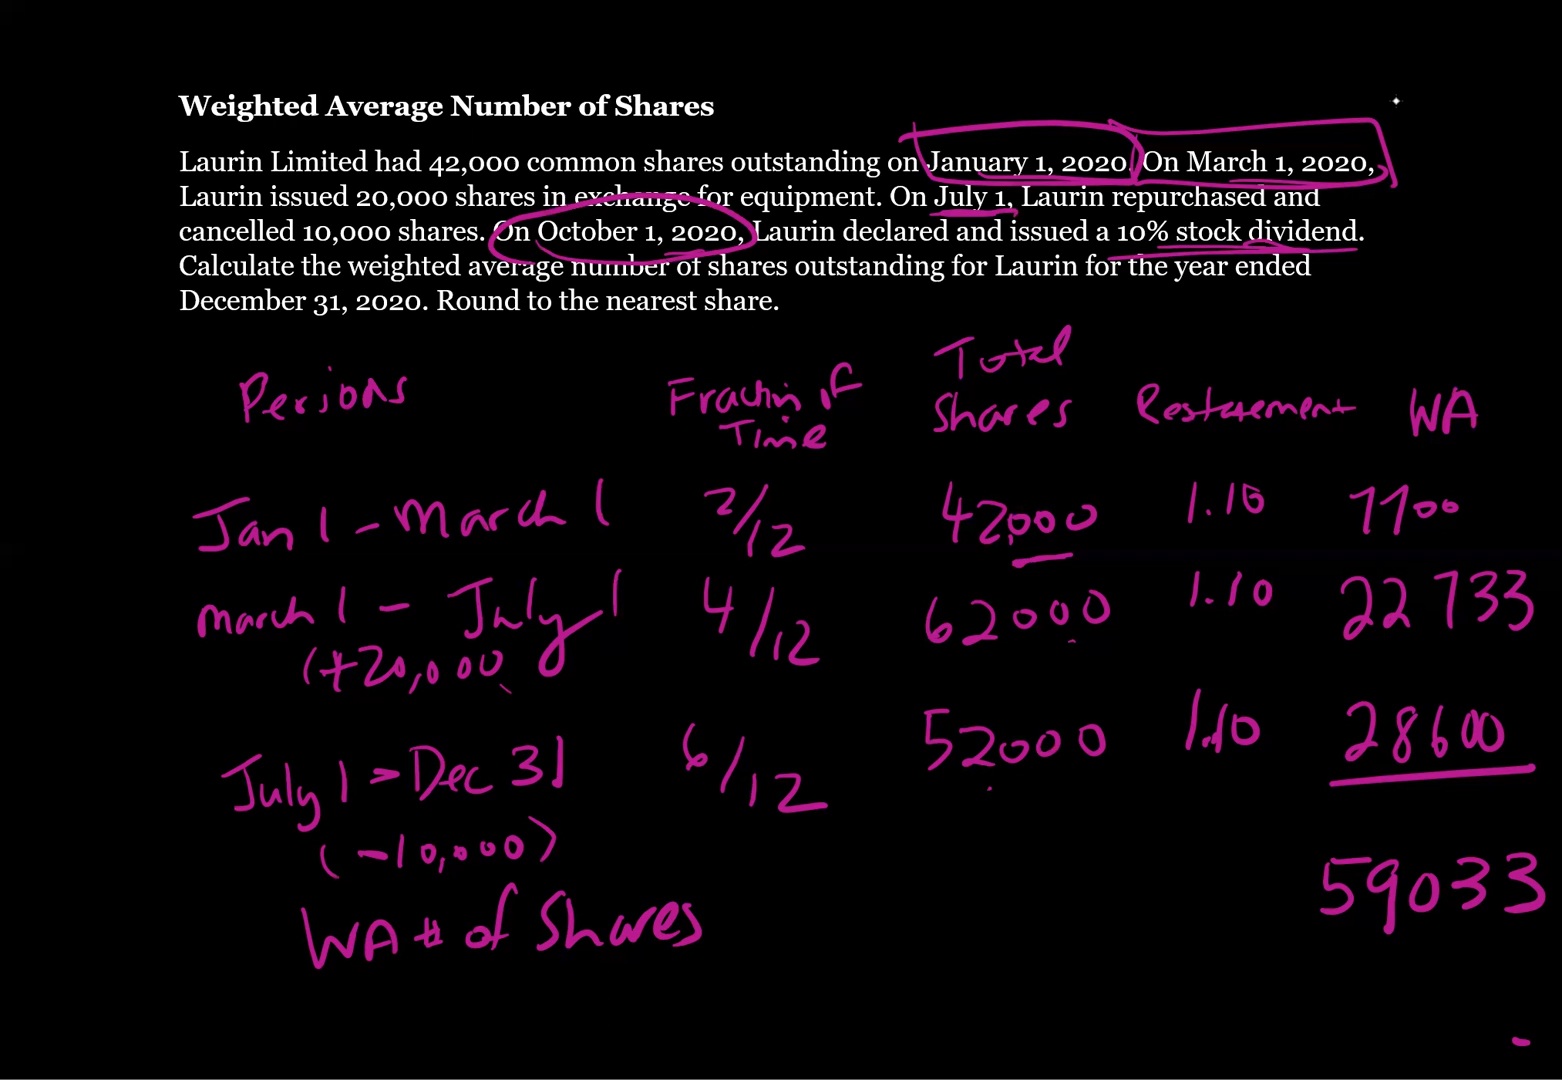 Weighted Average Number of Shares
Laurin Limited had 42,000 common shares outstanding on January 1, 2020. On March 1, 2020,
Laurin issued 20,000 shares in exchange for equipment. On July 1, Laurin repurchased and
cancelled 10,000 shares. On October 1, 2020, Laurin declared and issued a 10% stock dividend.
Calculate the weighted average number of shares outstanding for Laurin for the year ended
December 31, 2020. Round to the nearest share.
Periods Fraction of Time Total Shares Restatement WA
Jan 1 - March 1 2/12 42,000 1.10 7700
March 1 - July 1 4/12 62000 1.10 22733
(+20,000
July 1 - Dec 31 6/12 52000 1.10 28600
(-10,000)
59033
WA # of Shares